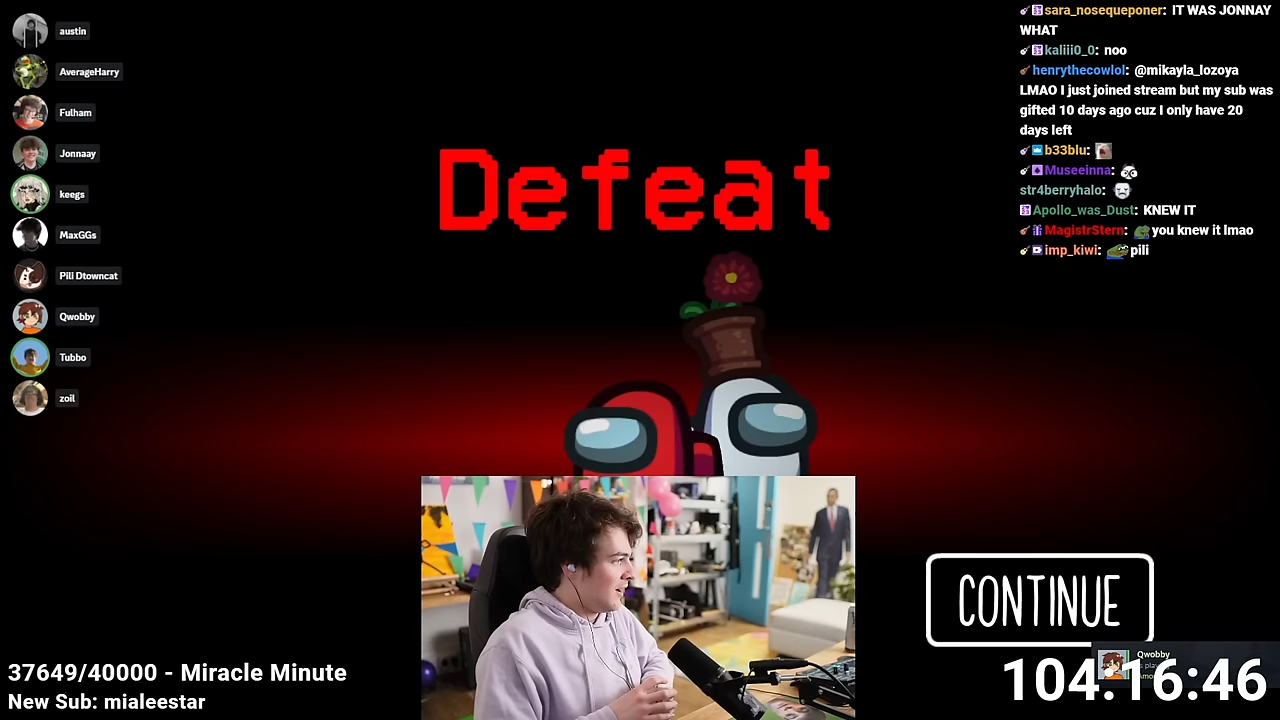 austin
AverageHarry
Fulham
Jonnaay
keegs
MaxGGs
Pili Dtowncat
Qwobby
Tubbo
zoil
Defeat
sara_nosequeponer: IT WAS JONNAY
WHAT
kaliii0_0: noo
henrythecowlol: @mikayla_lozoya
LMAO I just joined stream but my sub was
gifted 10 days ago cuz I only have 20
days left
b33blu:
Museeinna:
str4berryhalo:
Apollo_was_Dust: KNEW IT
MagistrStern: you knew it lmao
imp_kiwi: pili
CONTINUE
Qwobby
104:16:46
37649/40000 - Miracle Minute
New Sub: mialeestar